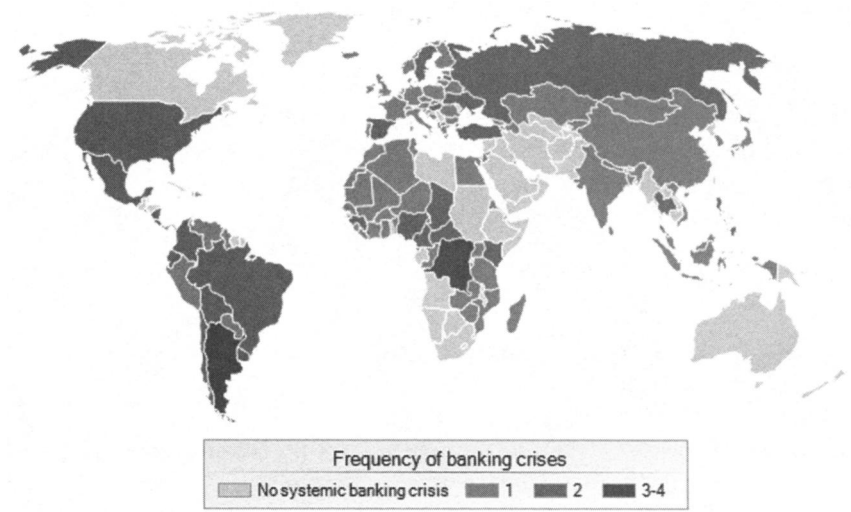 Frequency of banking crises
No systemic banking crisis 1 2 3-4